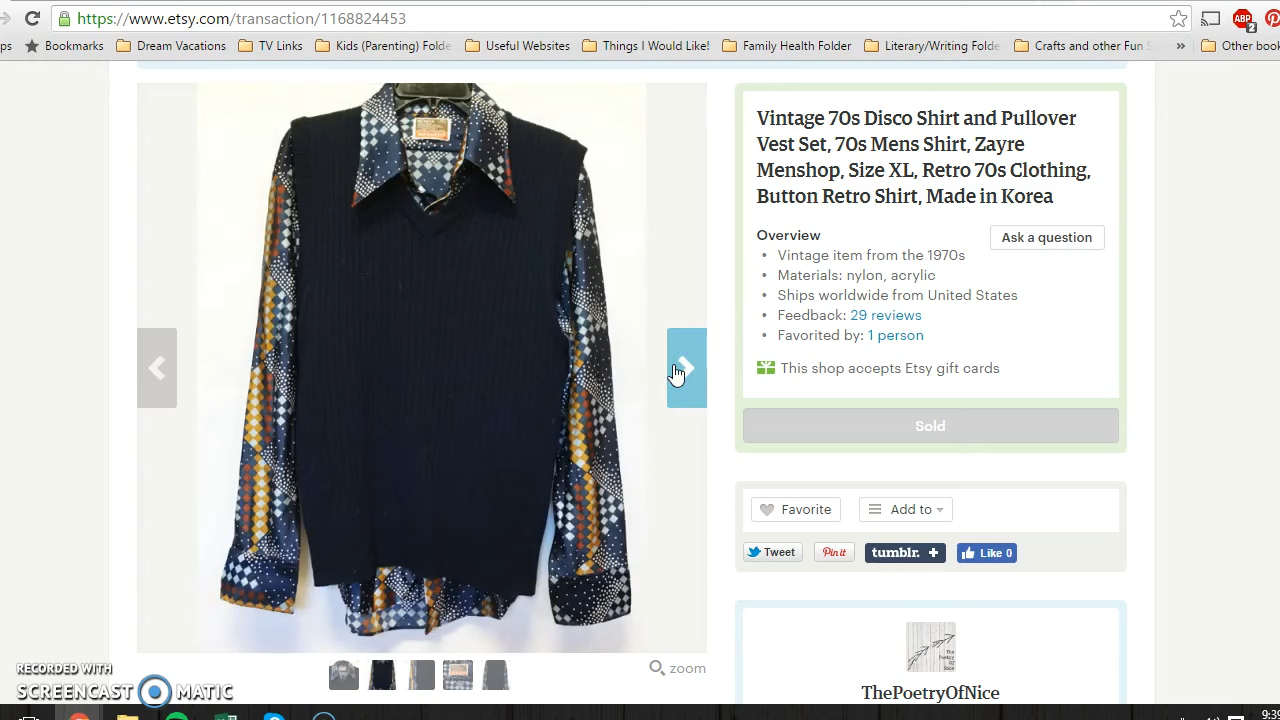 https://www.etsy.com/transaction/1168824453
ABP
2
ps
Bookmarks
Dream Vacations
TV Links
Kids (Parenting) Folde
Useful Websites
Things I Would Like!
Family Health Folder
Literary/Writing Folde
Crafts and other Fun S
»
Other book
Vintage 70s Disco Shirt and Pullover
Vest Set, 70s Mens Shirt, Zayre
Menshop, Size XL, Retro 70s Clothing,
Button Retro Shirt, Made in Korea
Overview
Ask a question
• Vintage item from the 1970s
• Materials: nylon, acrylic
• Ships worldwide from United States
• Feedback: 29 reviews
• Favorited by: 1 person
This shop accepts Etsy gift cards
Sold
Favorite
Add to
Tweet
Pin it
tumblr. +
Like 0
zoom
ThePoetryOfNice
RECORDED WITH
SCREENCAST MATIC
9:39